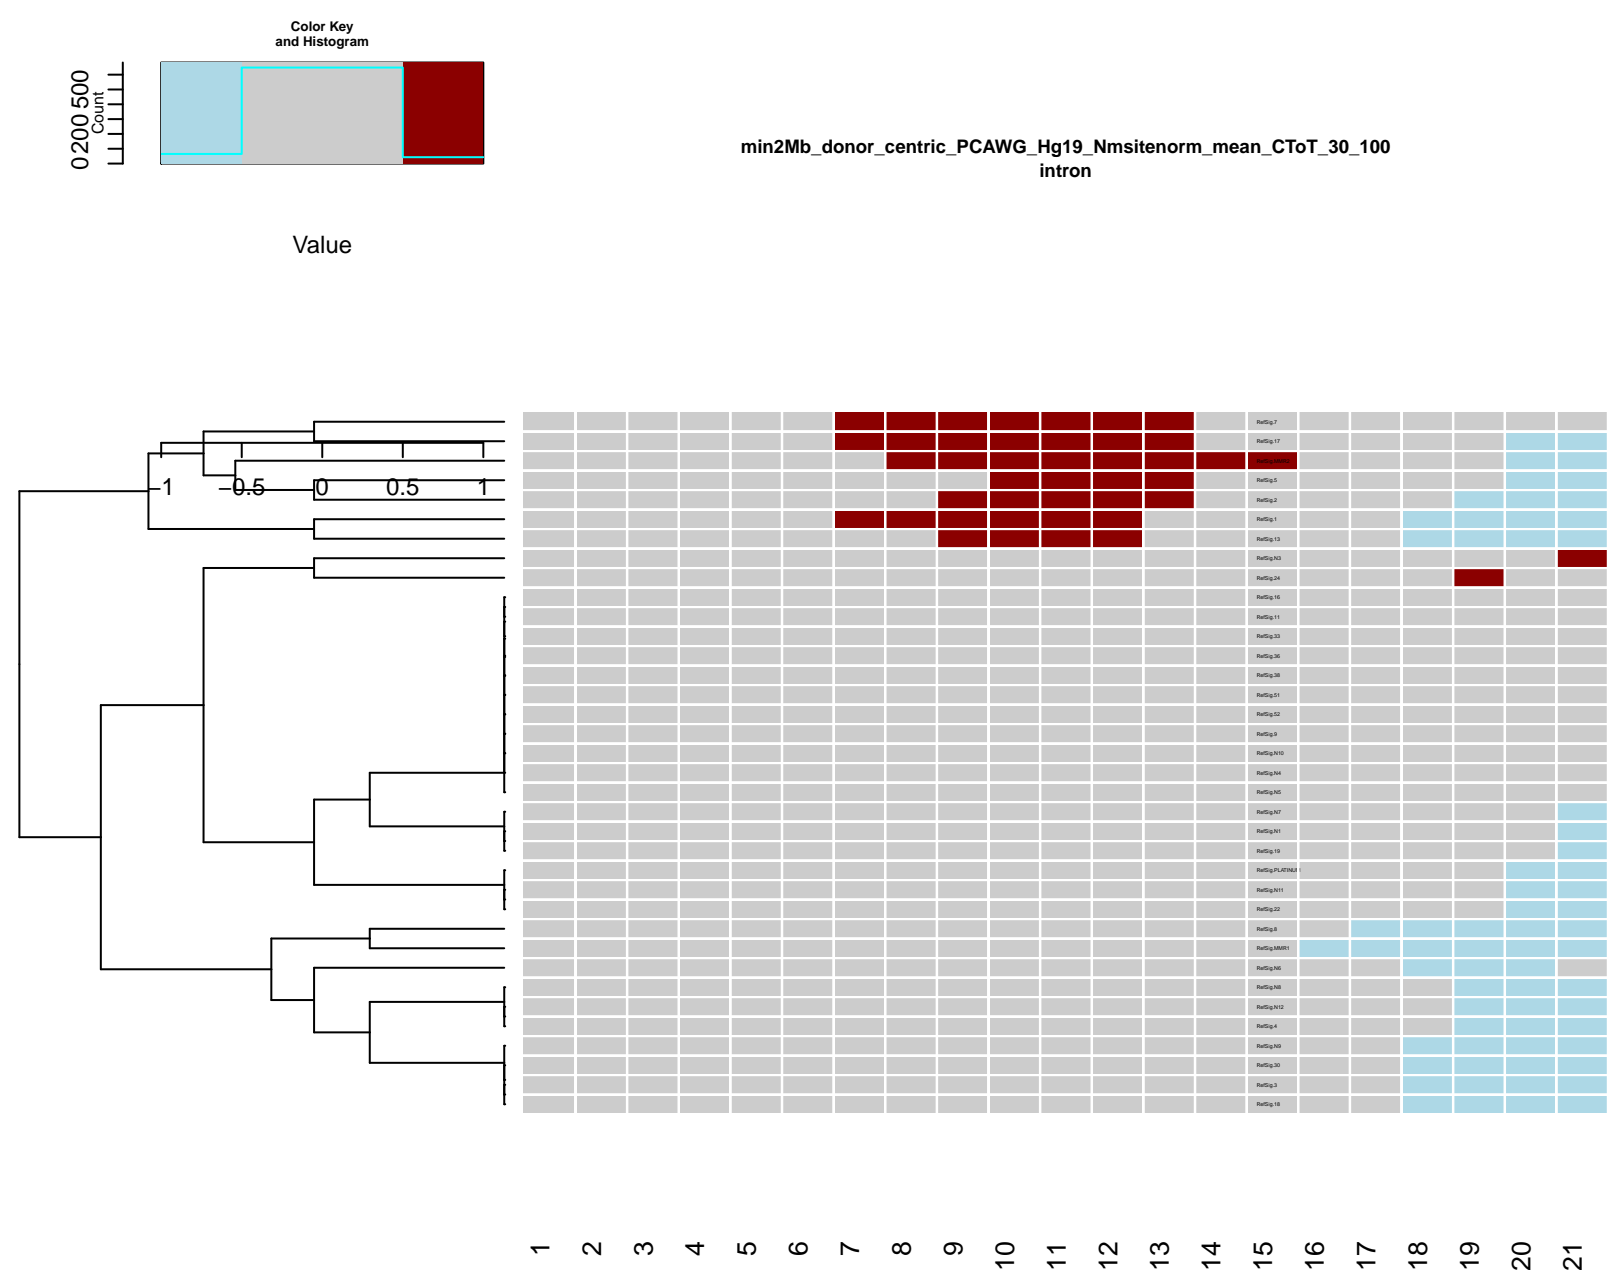 Color Key
and Histogram
0 200 500
Count
Value
min2Mb_donor_centric_PCAWG_Hg19_Nmsitenorm_mean_CToT_30_100
intron
−1 −0.5 0 0.5 1
RefSig.7
RefSig.17
RefSig.5
RefSig.2
RefSig.1
RefSig.13
RefSig.N3
RefSig.24
RefSig.16
RefSig.11
RefSig.33
RefSig.36
RefSig.38
RefSig.51
RefSig.52
RefSig.9
RefSig.N10
RefSig.N4
RefSig.N5
RefSig.N7
RefSig.N1
RefSig.19
RefSig.PLATINUM
RefSig.N11
RefSig.22
RefSig.8
RefSig.MMR1
RefSig.N6
RefSig.N8
RefSig.N12
RefSig.4
RefSig.N9
RefSig.30
RefSig.3
RefSig.18
1 2 3 4 5 6 7 8 9 10 11 12 13 14 15 16 17 18 19 20 21